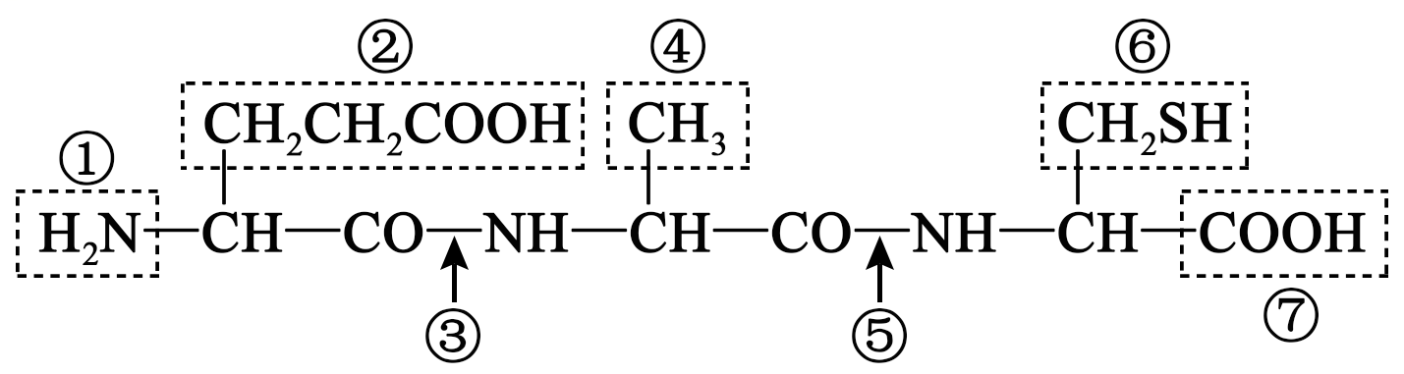 ② ④ ⑥
① CH₂CH₂COOH CH₃ CH₂SH
H₂N—CH—CO—NH—CH—CO—NH—CH—COOH
③ ⑤ ⑦